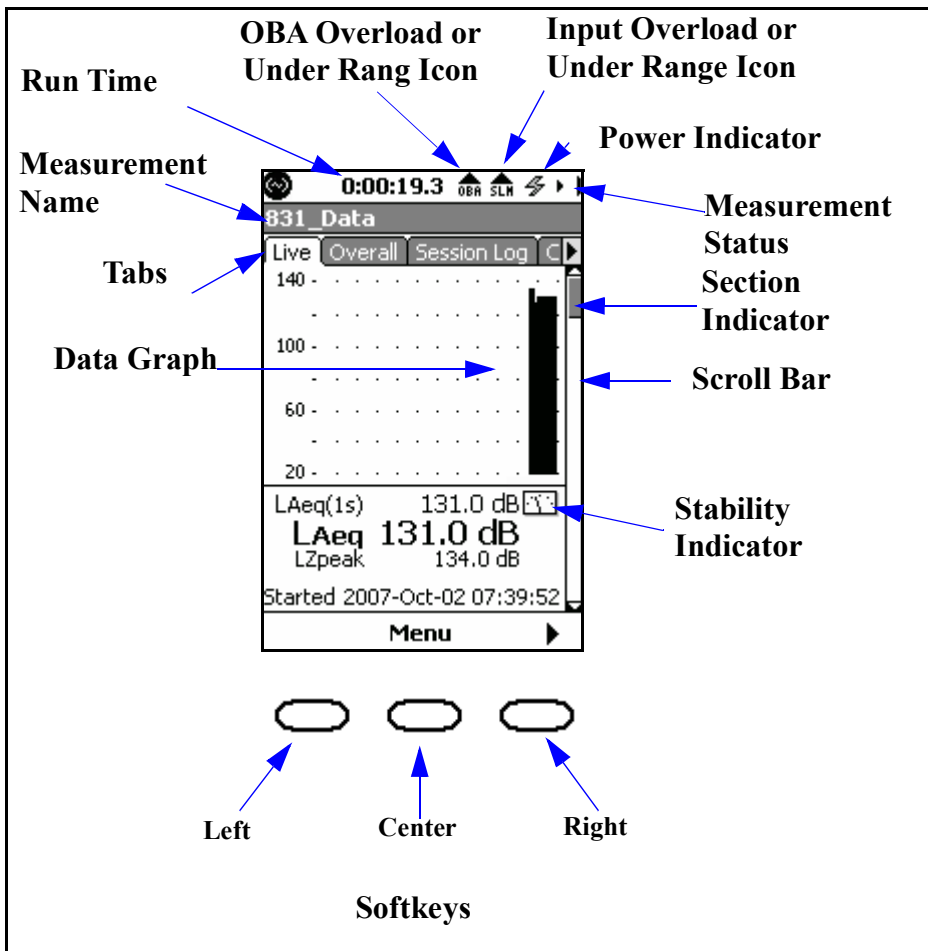 OBA Overload or
Under Rang Icon
Input Overload or
Under Range Icon
Run Time
Power Indicator
Measurement
Name
0:00:19.3 OBA SLM
831_Data
Measurement
Status
Section
Indicator
Tabs
Live Overall Session Log C
140
100
60
20
Data Graph
Scroll Bar
LAeq(1s) 131.0 dB
LAeq 131.0 dB
LZpeak 134.0 dB
Stability
Indicator
Started 2007-Oct-02 07:39:52
Menu
Left
Center
Right
Softkeys